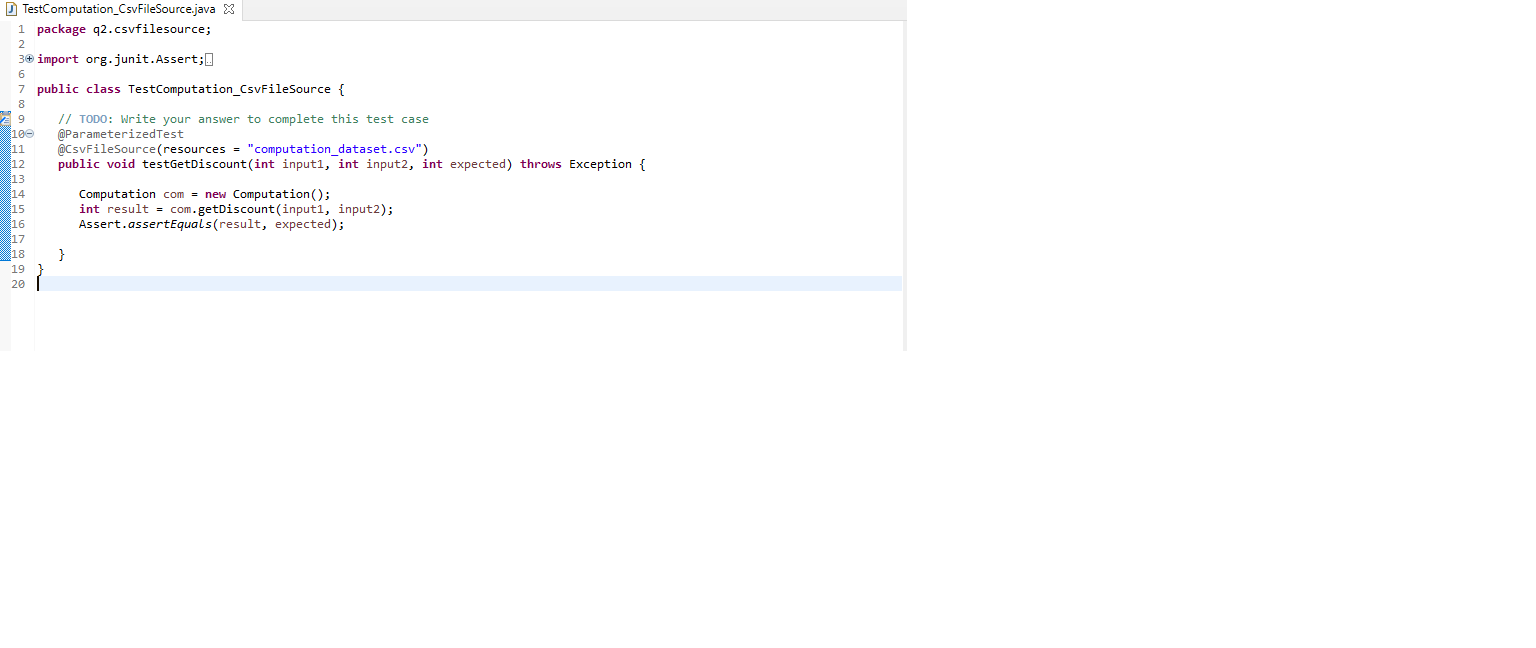 TestComputation_CsvFileSource.java
1 package q2.csvfilesource;
2
3 import org.junit.Assert;
6
7 public class TestComputation_CsvFileSource {
8
9 // TODO: Write your answer to complete this test case
10 @ParameterizedTest
11 @CsvFileSource(resources = "computation_dataset.csv")
12 public void testGetDiscount(int input1, int input2, int expected) throws Exception {
13
14 Computation com = new Computation();
15 int result = com.getDiscount(input1, input2);
16 Assert.assertEquals(result, expected);
17
18 }
19 }
20